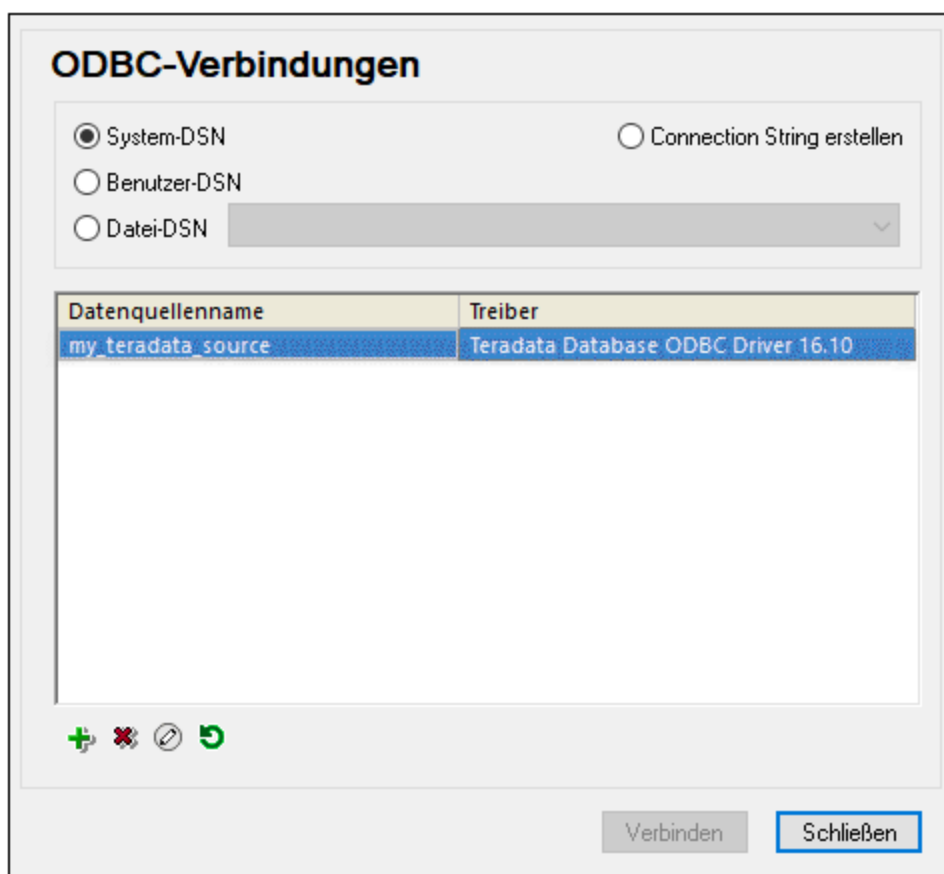 ODBC-Verbindungen
System-DSN Connection String erstellen
Benutzer-DSN
Datei-DSN
Datenquellenname Treiber
my_teradata_source Teradata Database ODBC Driver 16.10
Verbinden Schließen